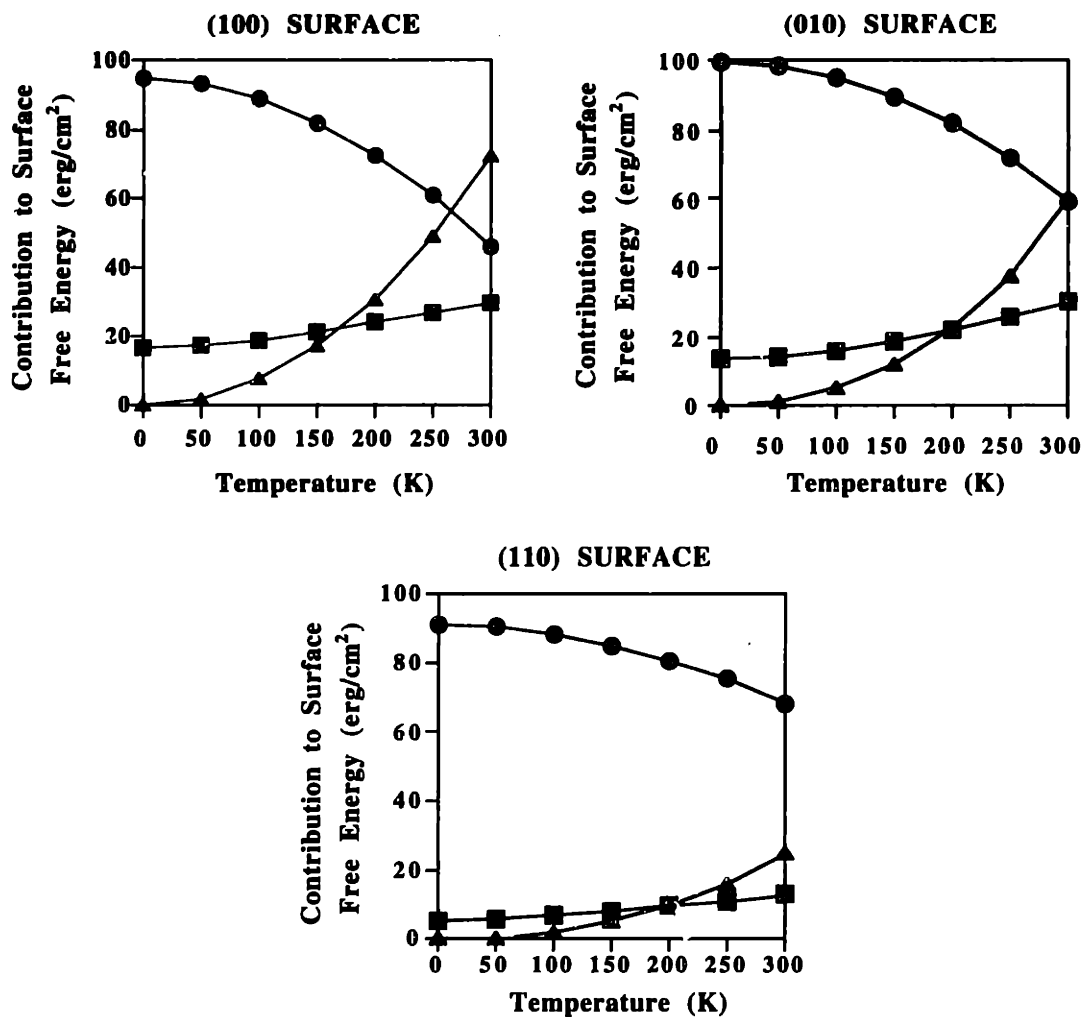 (100) SURFACE
Contribution to Surface
Free Energy (erg/cm²)
100
80
60
40
20
0
0 50 100 150 200 250 300
Temperature (K)
(010) SURFACE
Contribution to Surface
Free Energy (erg/cm²)
100
80
60
40
20
0
0 50 100 150 200 250 300
Temperature (K)
(110) SURFACE
Contribution to Surface
Free Energy (erg/cm²)
100
80
60
40
20
0
0 50 100 150 200 250 300
Temperature (K)